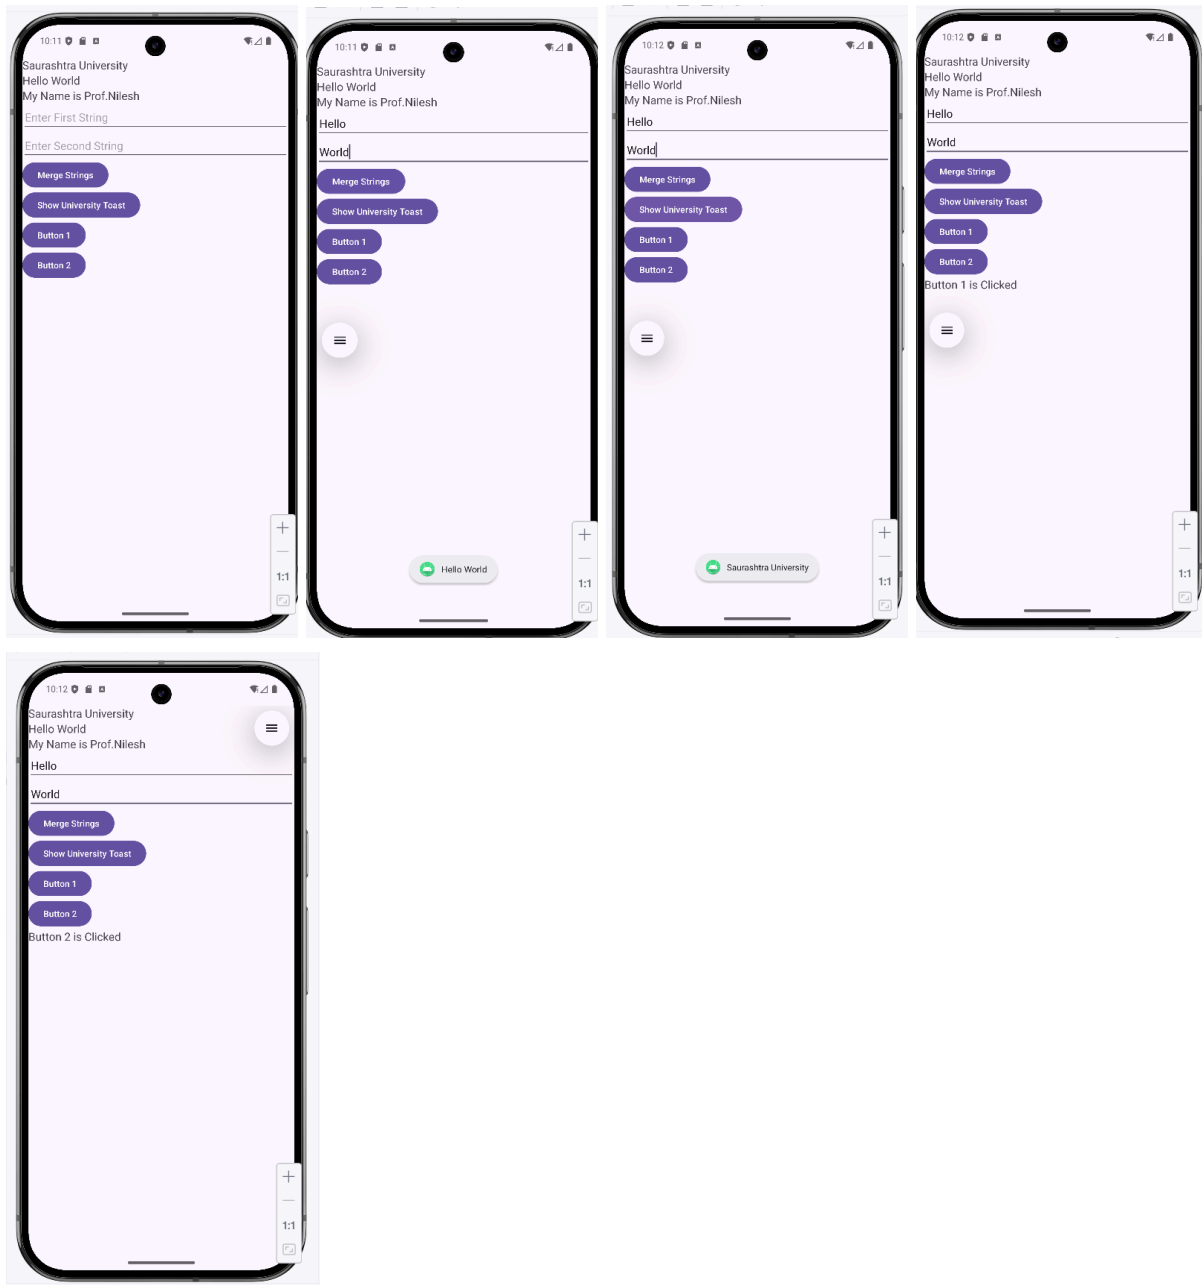 10:11
Saurashtra University
Hello World
My Name is Prof.Nilesh
Enter First String
Enter Second String
Merge Strings
Show University Toast
Button 1
Button 2
1:1
10:11
Saurashtra University
Hello World
My Name is Prof.Nilesh
Hello
World
Merge Strings
Show University Toast
Button 1
Button 2
Hello World
1:1
10:12
Saurashtra University
Hello World
My Name is Prof.Nilesh
Hello
World
Merge Strings
Show University Toast
Button 1
Button 2
Saurashtra University
1:1
10:12
Saurashtra University
Hello World
My Name is Prof.Nilesh
Hello
World
Merge Strings
Show University Toast
Button 1
Button 2
Button 1 is Clicked
1:1
10:12
Saurashtra University
Hello World
My Name is Prof.Nilesh
Hello
World
Merge Strings
Show University Toast
Button 1
Button 2
Button 2 is Clicked
1:1